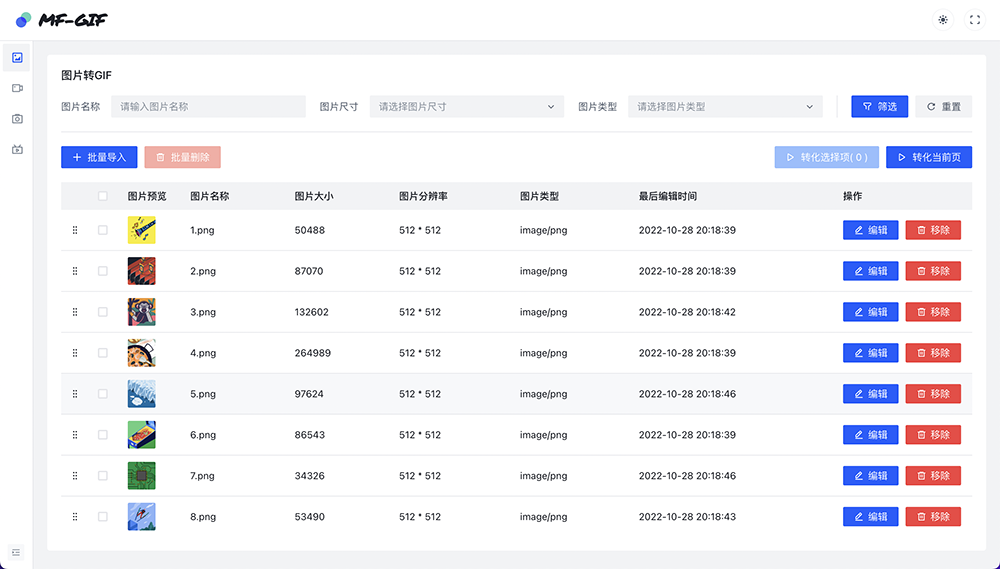 MF-GIF
图片转GIF
图片名称 请输入图片名称 图片尺寸 请选择图片尺寸 图片类型 请选择图片类型 筛选 重置
批量导入 批量删除 转化选择项( 0 ) 转化当前页
图片预览 图片名称 图片大小 图片分辨率 图片类型 最后编辑时间 操作
1.png 50488 512 * 512 image/png 2022-10-28 20:18:39 编辑 移除
2.png 87070 512 * 512 image/png 2022-10-28 20:18:39 编辑 移除
3.png 132602 512 * 512 image/png 2022-10-28 20:18:42 编辑 移除
4.png 264989 512 * 512 image/png 2022-10-28 20:18:39 编辑 移除
5.png 97624 512 * 512 image/png 2022-10-28 20:18:46 编辑 移除
6.png 86543 512 * 512 image/png 2022-10-28 20:18:39 编辑 移除
7.png 34326 512 * 512 image/png 2022-10-28 20:18:46 编辑 移除
8.png 53490 512 * 512 image/png 2022-10-28 20:18:43 编辑 移除